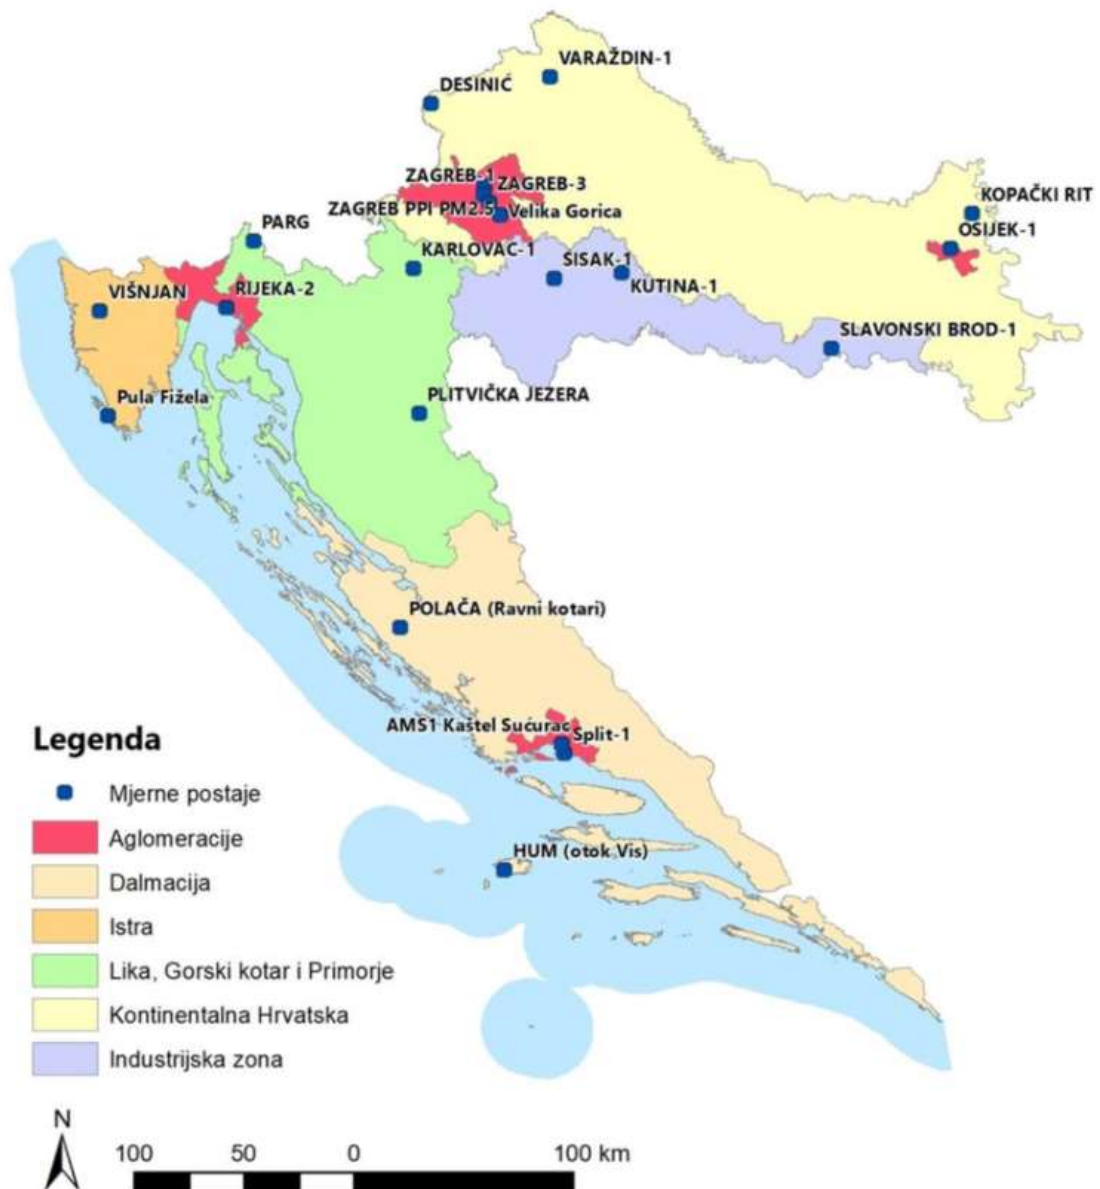 VARAŽDIN-1
DESINIĆ
ZAGREB-1
ZAGREB-3
KOPAČKI RIT
ZAGREB PPI PM2.5
Velika Gorica
PARG
OSIJEK-1
KARLOVAC-1
SISAK-1
VIŠNJAN
RIJEKA-2
KUTINA-1
SLAVONSKI BROD-1
Pula Fižela
PLITVIČKA JEZERA
POLAČA (Ravni kotari)
AMS1 Kaštel Sućurac
Split-1
HUM (otok Vis)
Legenda
Mjerne postaje
Aglomeracije
Dalmacija
Istra
Lika, Gorski kotar i Primorje
Kontinentalna Hrvatska
Industrijska zona
N
100 50 0 100 km